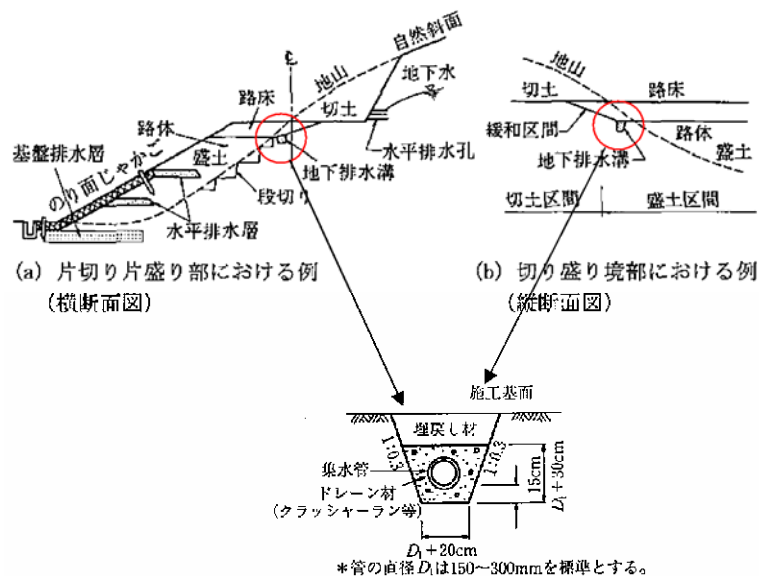 自然斜面
℄
地山
地下水
切土
路床
路体
水平排水孔
基盤排水層
のり面じゃかご
盛土
地下排水溝
段切り
水平排水層
(a) 片切り片盛り部における例
(横断面図)
地山
切土
路床
緩和区間
路体
地下排水溝
盛土
切土区間
盛土区間
(b) 切り盛り境部における例
(縦断面図)
施工基面
埋戻し材
1:0.3
1:0.3
集水管
ドレーン材
(クラッシャーラン等)
15cm
D₁+30cm
D₁+20cm
*管の直径D₁は150〜300mmを標準とする。